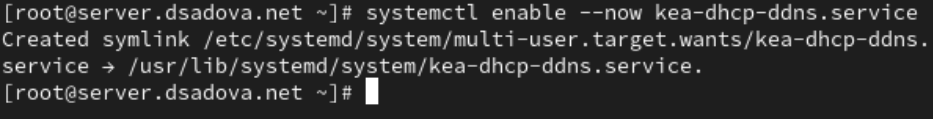 [root@server.dsadova.net ~]# systemctl enable --now kea-dhcp-ddns.service
Created symlink /etc/systemd/system/multi-user.target.wants/kea-dhcp-ddns.
service → /usr/lib/systemd/system/kea-dhcp-ddns.service.
[root@server.dsadova.net ~]#